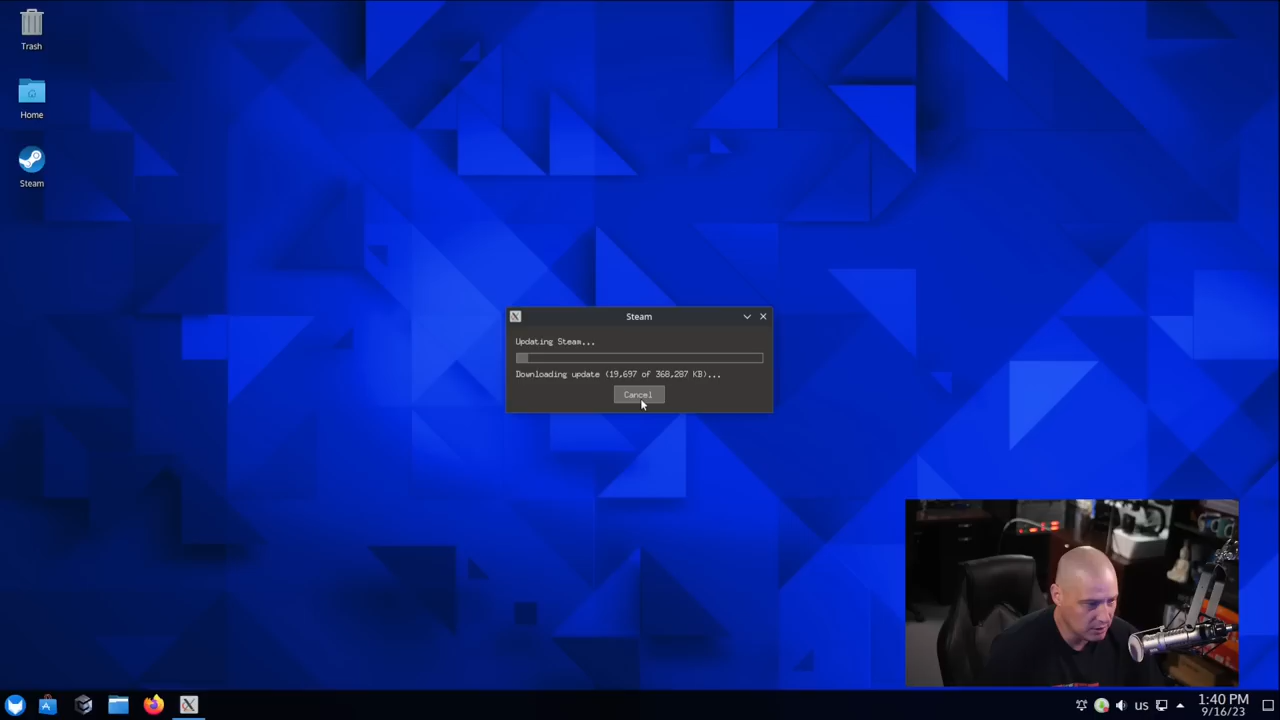 Trash
Home
Steam
Steam
Updating Steam...
Downloading update (19,697 of 368,287 KB)...
Cancel
us
1:40 PM
9/16/23